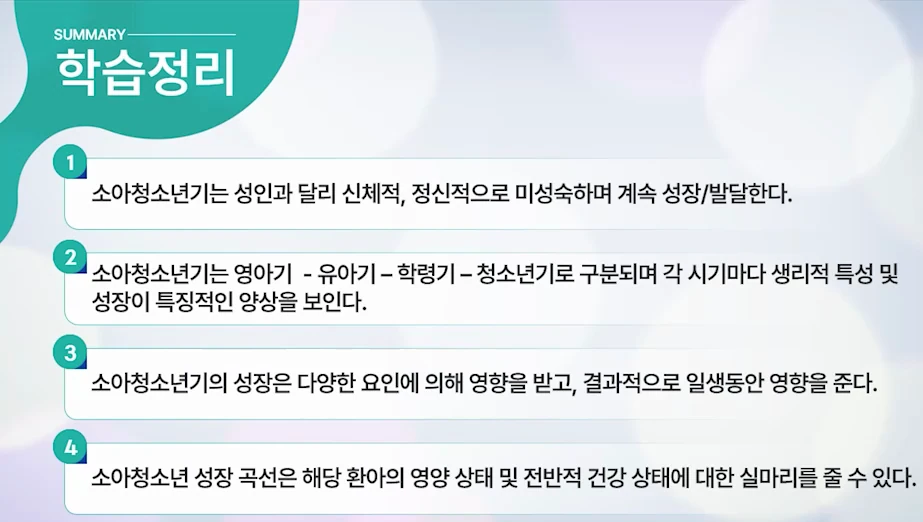 SUMMARY
학습정리
1
소아청소년기는 성인과 달리 신체적, 정신적으로 미성숙하며 계속 성장/발달한다.
2
소아청소년기는 영아기 - 유아기 – 학령기 – 청소년기로 구분되며 각 시기마다 생리적 특성 및
성장이 특징적인 양상을 보인다.
3
소아청소년기의 성장은 다양한 요인에 의해 영향을 받고, 결과적으로 일생동안 영향을 준다.
4
소아청소년 성장 곡선은 해당 환아의 영양 상태 및 전반적 건강 상태에 대한 실마리를 줄 수 있다.